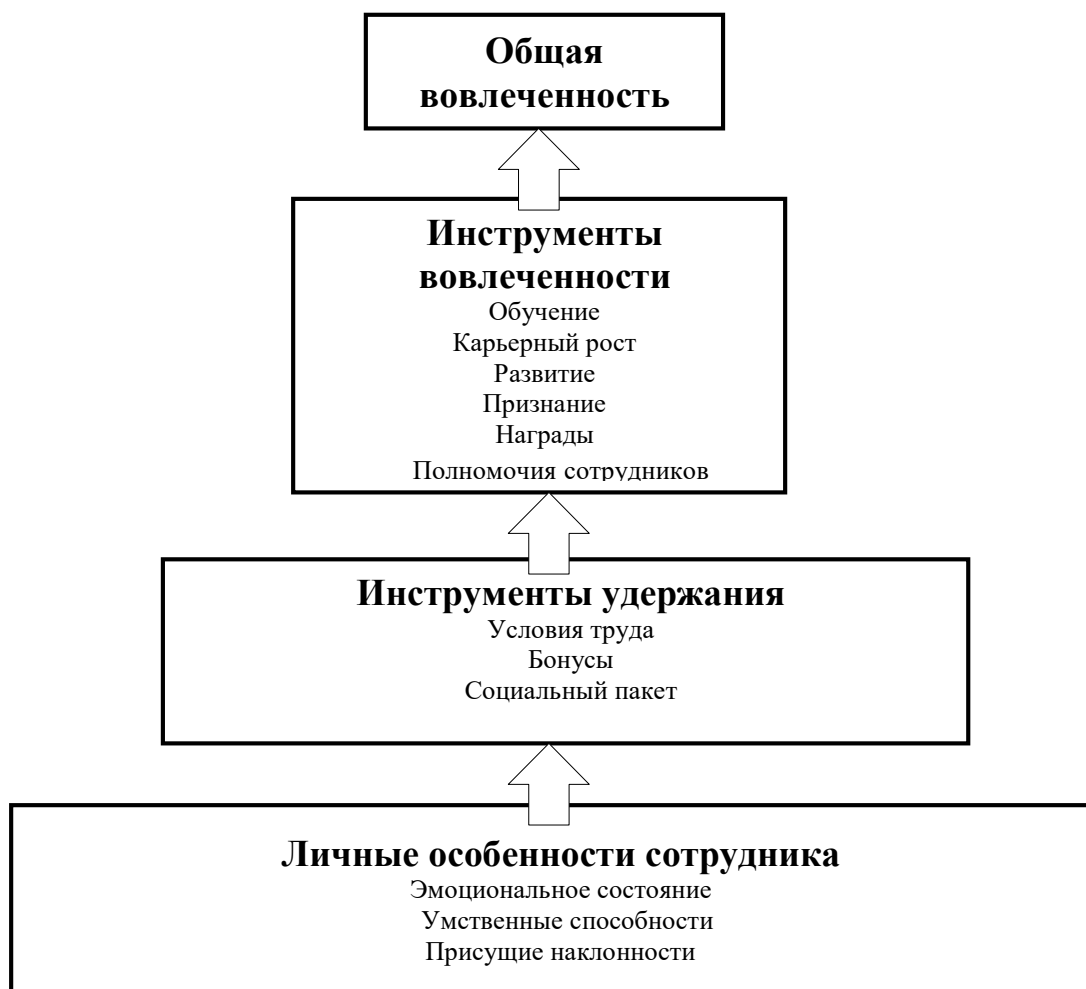 Общая
вовлеченность
Инструменты
вовлеченности
Обучение
Карьерный рост
Развитие
Признание
Награды
Полномочия сотрудников
Инструменты удержания
Условия труда
Бонусы
Социальный пакет
Личные особенности сотрудника
Эмоциональное состояние
Умственные способности
Присущие наклонности